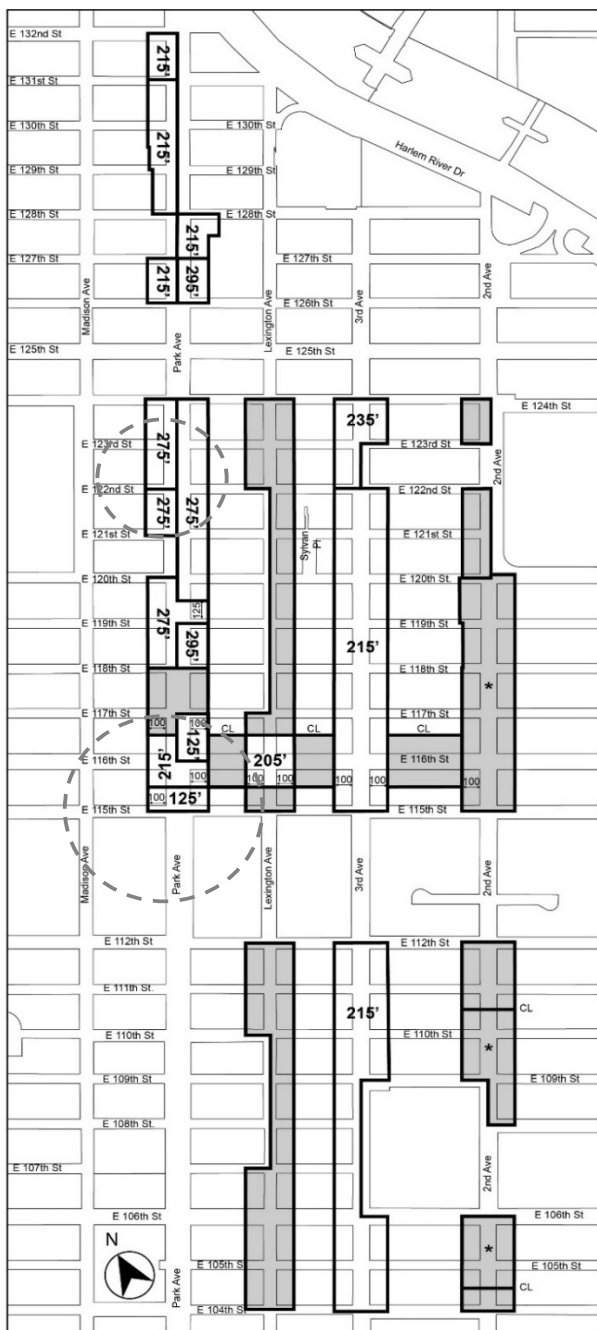 E 132nd St
215'
E 131st St
215'
E 130th St
E 130th St
Harlem River Dr
E 129th St
E 129th St
E 128th St
E 128th St
215'
E 127th St
E 127th St
215'
295'
Madison Ave
Park Ave
Lexington Ave
3rd Ave
2nd Ave
E 126th St
E 125th St
E 125th St
E 124th St
235'
E 123rd St
E 123rd St
275'
2nd Ave
E 122nd St
E 122nd St
275'
275'
E 121st St
E 121st St
Sylvan Pl.
E 120th St
E 120th St.
125
E 119th St
E 119th St
275'
295'
215'
E 118th St
E 118th St
*
E 117th St
E 117th St
100
100
CL
CL
CL
125'
E 116th St
E 116th St
215'
205'
100
100
100
100
100
100
E 115th St
100
125'
E 115th St
Madison Ave
Park Ave
Lexington Ave
3rd Ave
2nd Ave
E 112th St
E 112th St
E 111th St.
CL
215'
E 110th St
E 110th St
*
E 109th St
E 109th St
E 108th St.
E 107th St
2nd Ave
E 106th St
E 106th St
N
*
E 105th St
E 105th St
CL
Park Ave
E 104th St